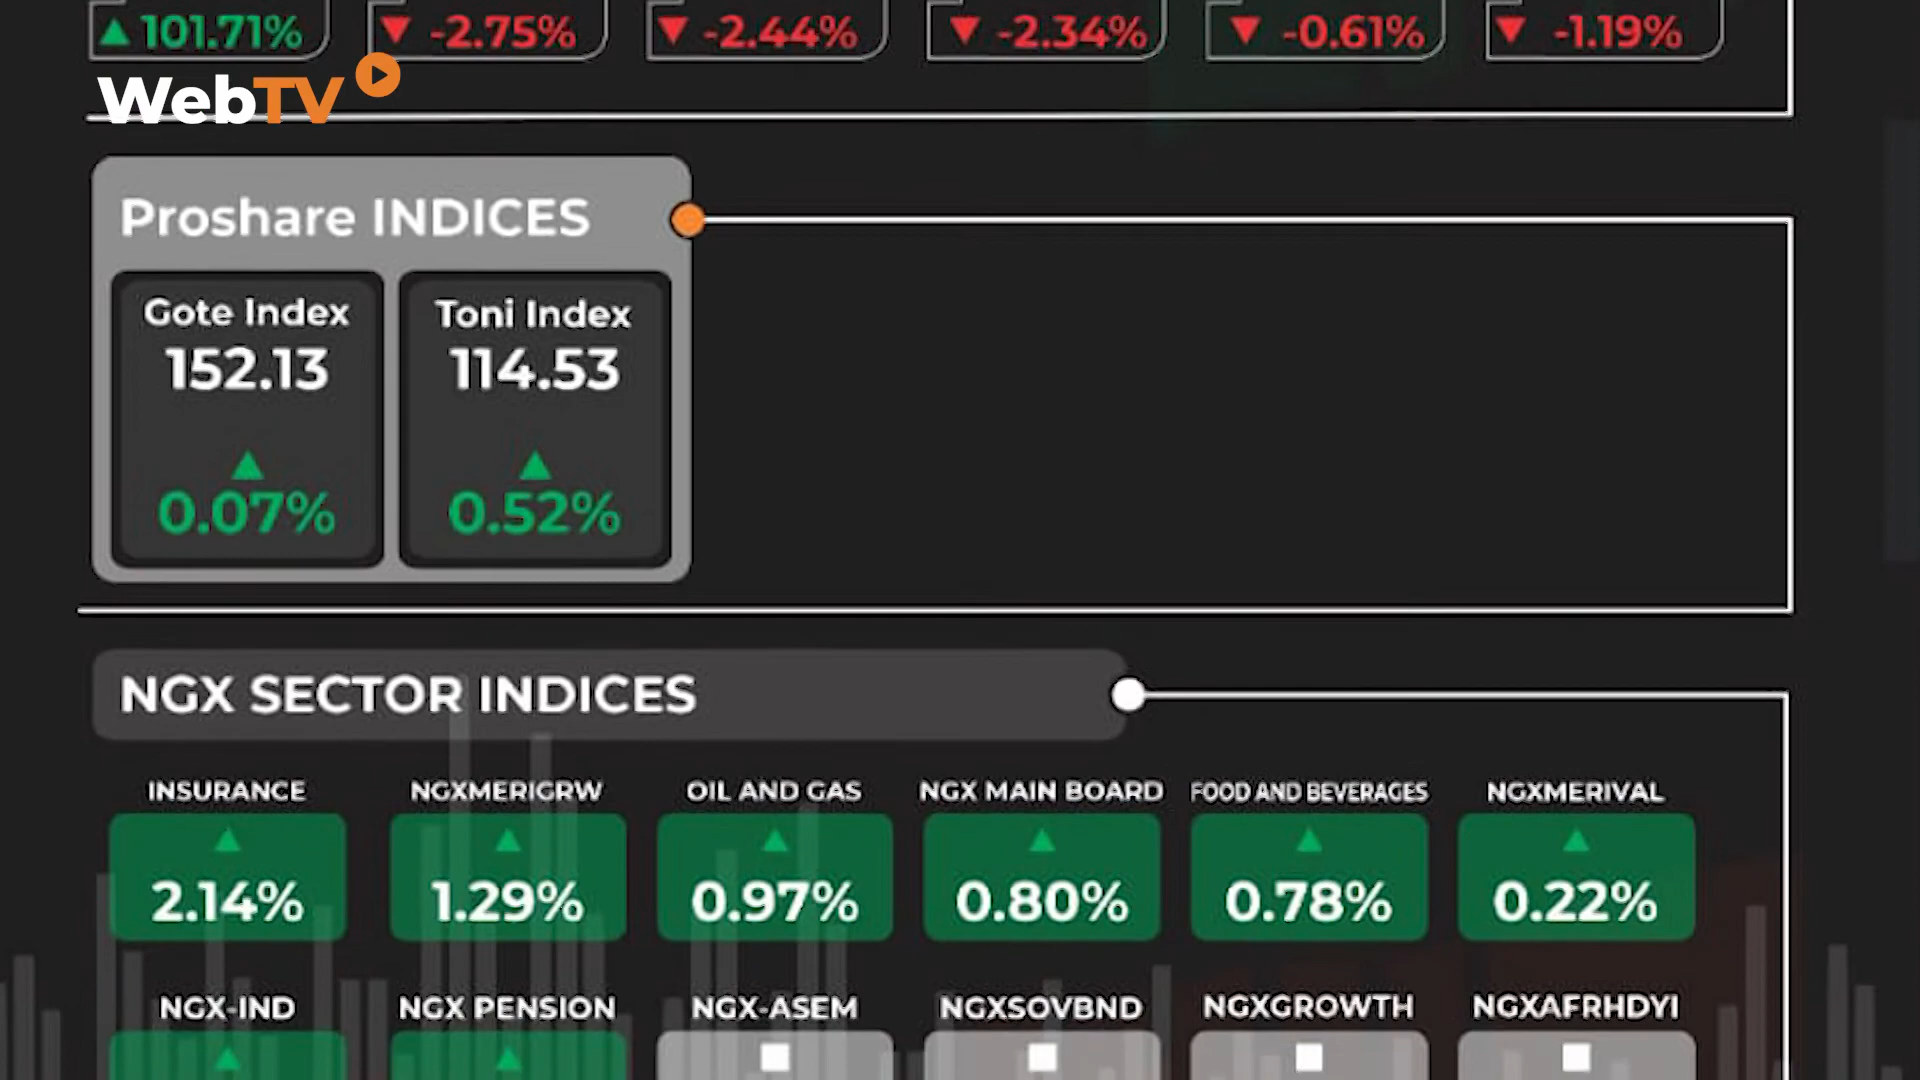 101.71% -2.75% -2.44% -2.34% -0.61% -1.19%
WebTV
Proshare INDICES
Gote Index Toni Index
152.13 114.53
0.07% 0.52%
NGX SECTOR INDICES
INSURANCE NGXMERIGRW OIL AND GAS NGX MAIN BOARD FOOD AND BEVERAGES NGXMERIVAL
2.14% 1.29% 0.97% 0.80% 0.78% 0.22%
NGX-IND NGX PENSION NGX-ASEM NGXSOVBND NGXGROWTH NGXAFRHDYI